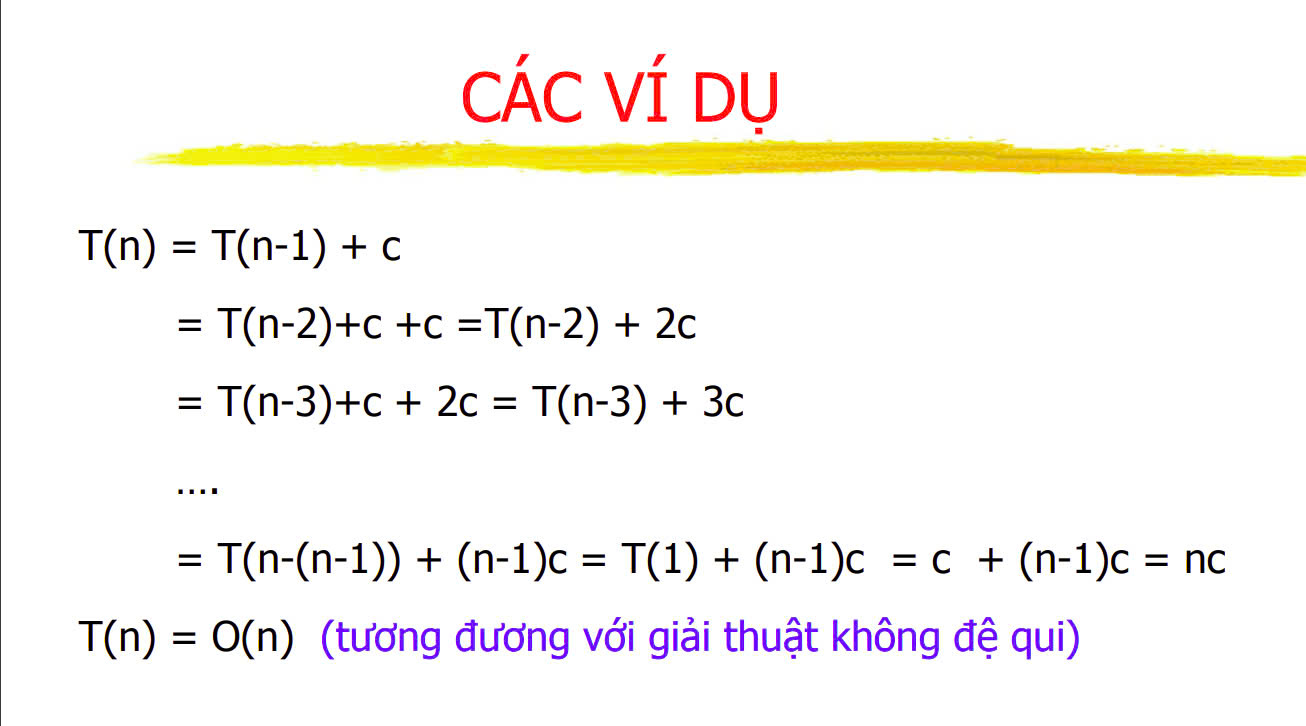 CÁC VÍ DỤ
T(n) = T(n-1) + c
= T(n-2)+c +c =T(n-2) + 2c
= T(n-3)+c + 2c = T(n-3) + 3c
....
= T(n-(n-1)) + (n-1)c = T(1) + (n-1)c = c + (n-1)c = nc
T(n) = O(n) (tương đương với giải thuật không đệ qui)